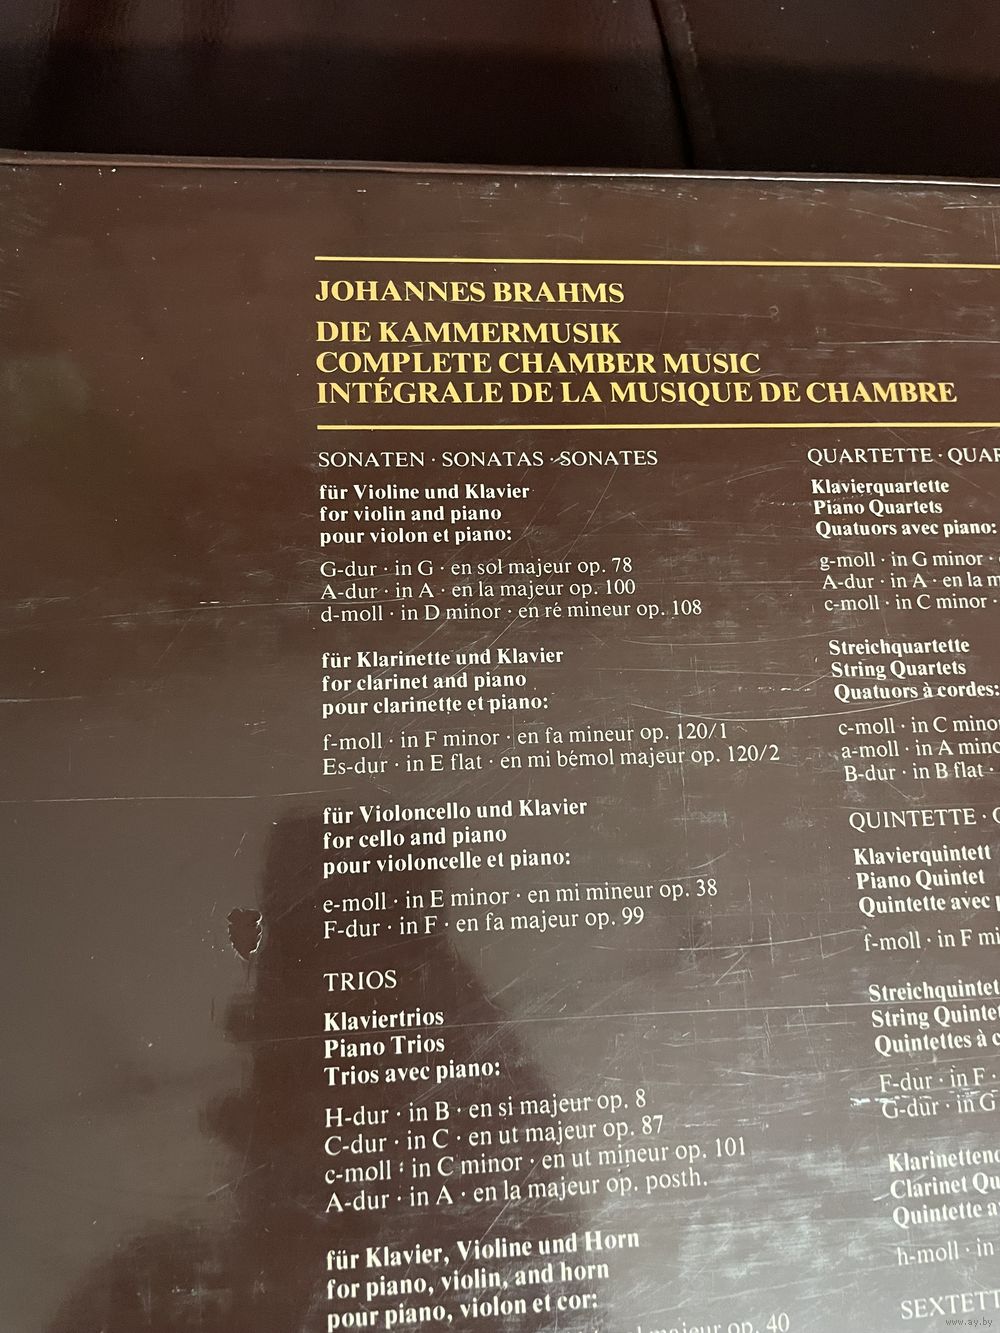 JOHANNES BRAHMS
DIE KAMMERMUSIK
COMPLETE CHAMBER MUSIC
INTÉGRALE DE LA MUSIQUE DE CHAMBRE
SONATEN · SONATAS · SONATES
für Violine und Klavier
for violin and piano
pour violon et piano:
G-dur · in G · en sol majeur op. 78
A-dur · in A · en la majeur op. 100
d-moll · in D minor · en ré mineur op. 108
für Klarinette und Klavier
for clarinet and piano
pour clarinette et piano:
f-moll · in F minor · en fa mineur op. 120/1
Es-dur · in E flat · en mi bémol majeur op. 120/2
für Violoncello und Klavier
for cello and piano
pour violoncelle et piano:
e-moll · in E minor · en mi mineur op. 38
F-dur · in F · en fa majeur op. 99
TRIOS
Klaviertrios
Piano Trios
Trios avec piano:
H-dur · in B · en si majeur op. 8
C-dur · in C · en ut majeur op. 87
c-moll · in C minor · en ut mineur op. 101
A-dur · in A · en la majeur op. posth.
für Klavier, Violine und Horn
for piano, violin, and horn
pour piano, violon et cor:
majeur op. 40
QUARTETTE · QUAR
Klavierquartette
Piano Quartets
Quatuors avec piano:
g-moll · in G minor ·
A-dur · in A · en la m
c-moll · in C minor ·
Streichquartette
String Quartets
Quatuors à cordes:
c-moll · in C mino
a-moll · in A mino
B-dur · in B flat ·
QUINTETTE ·
Klavierquintett
Piano Quintet
Quintette avec p
f-moll · in F mi
Streichquintet
String Quintet
Quintettes à c
F-dur · in F ·
G-dur · in G
Klarinettenq
Clarinet Qu
Quintette a
h-moll · in
SEXTETT
www.ay.by